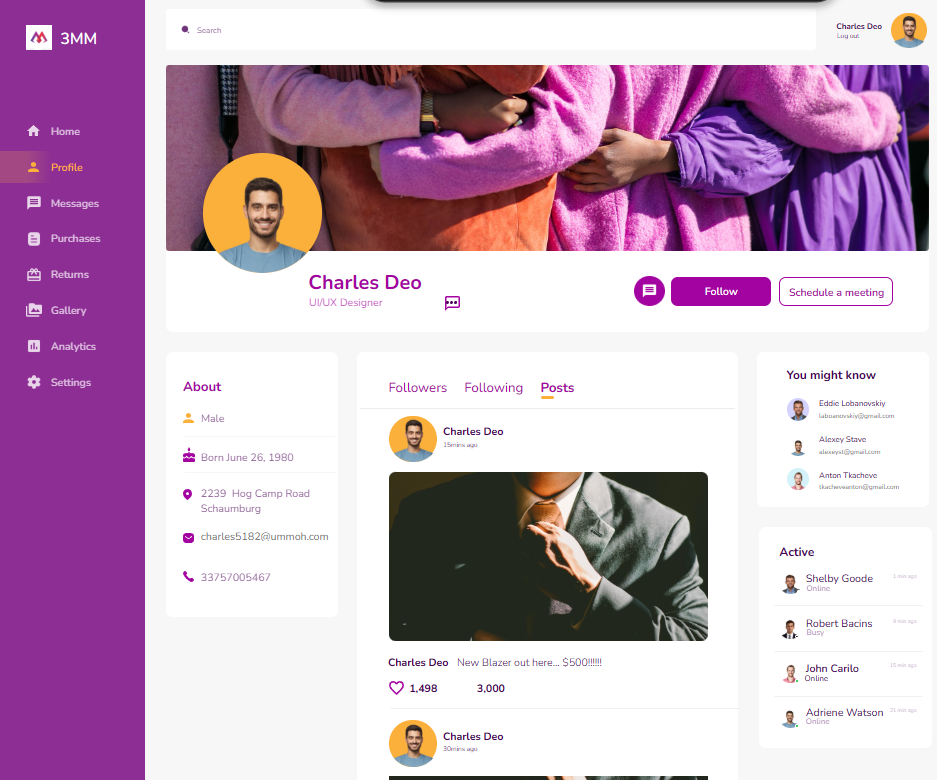 3MM
Search
Charles Deo
Log out
Home
Profile
Messages
Purchases
Returns
Gallery
Analytics
Settings
Charles Deo
UI/UX Designer
Follow
Schedule a meeting
About
Male
Born June 26, 1980
2239 Hog Camp Road
Schaumburg
charles5182@ummoh.com
33757005467
Followers
Following
Posts
Charles Deo
15mins ago
Charles Deo New Blazer out here... $500!!!!!!
1,498
3,000
Charles Deo
30mins ago
You might know
Eddie Lobanovskiy
laboanovskiy@gmail.com
Alexey Stave
alexeyst@gmail.com
Anton Tkacheve
tkacheveanton@gmail.com
Active
Shelby Goode
1 min ago
Online
Robert Bacins
9 min ago
Busy
John Carilo
15 min ago
Online
Adriene Watson
21 min ago
Online